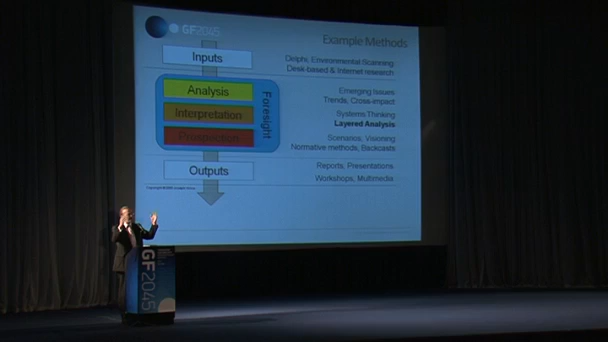 GF2045
Example Methods
Inputs
Delphi, Environmental Scanning
Desk-based & Internet research
Analysis
Emerging Issues
Trends, Cross-impact
Interpretation
Foresight
Systems Thinking
Layered Analysis
Prospection
Scenarios, Visioning
Normative methods, Backcasts
Outputs
Reports, Presentations
Workshops, Multimedia
GF2045